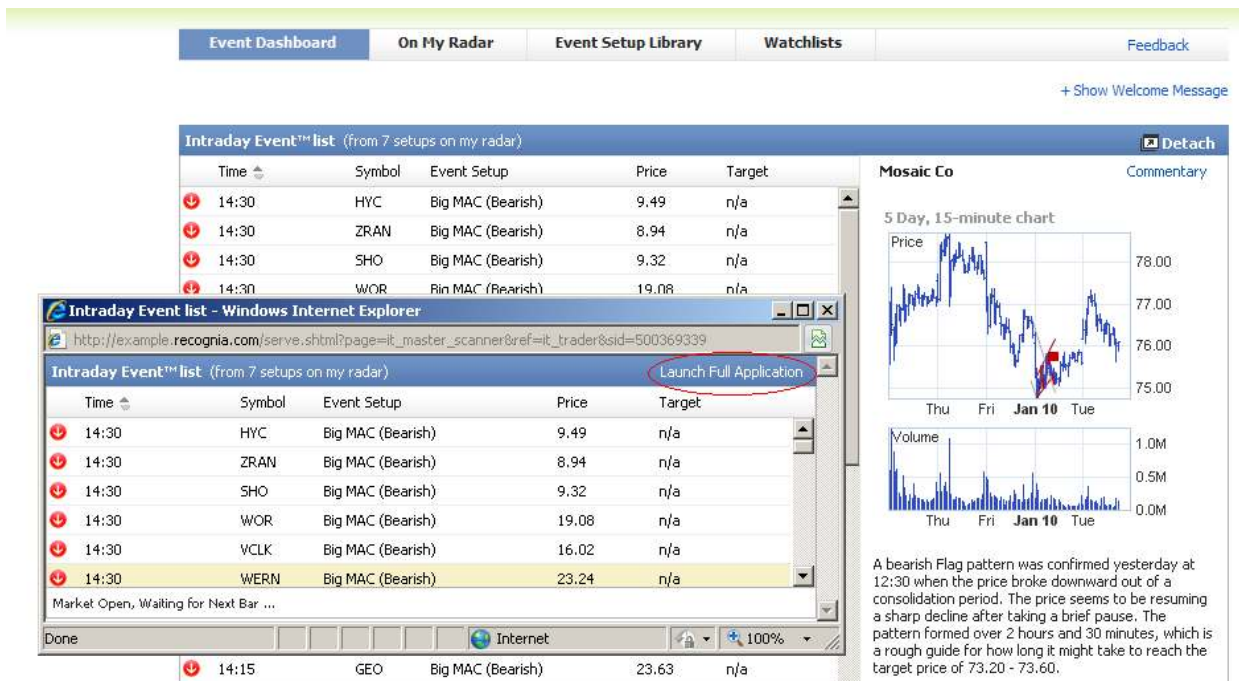 Event Dashboard On My Radar Event Setup Library Watchlists Feedback
+ Show Welcome Message
Intraday Event™ list (from 7 setups on my radar) Detach
Time Symbol Event Setup Price Target
14:30 HYC Big MAC (Bearish) 9.49 n/a
14:30 ZRAN Big MAC (Bearish) 8.94 n/a
14:30 SHO Big MAC (Bearish) 9.32 n/a
14:30 WOR Big MAC (Bearish) 19.08 n/a
Intraday Event list - Windows Internet Explorer
http://example.recognia.com/serve.shtml?page=it_master_scanner&ref=it_trader&sid=500369339
Intraday Event™ list (from 7 setups on my radar) Launch Full Application
Time Symbol Event Setup Price Target
14:30 HYC Big MAC (Bearish) 9.49 n/a
14:30 ZRAN Big MAC (Bearish) 8.94 n/a
14:30 SHO Big MAC (Bearish) 9.32 n/a
14:30 WOR Big MAC (Bearish) 19.08 n/a
14:30 VCLK Big MAC (Bearish) 16.02 n/a
14:30 WERN Big MAC (Bearish) 23.24 n/a
Market Open, Waiting for Next Bar ...
Done Internet 100%
14:15 GEO Big MAC (Bearish) 23.63 n/a
Mosaic Co Commentary
5 Day, 15-minute chart
Price
78.00
77.00
76.00
75.00
Thu Fri Jan 10 Tue
Volume
1.0M
0.5M
0.0M
Thu Fri Jan 10 Tue
A bearish Flag pattern was confirmed yesterday at
12:30 when the price broke downward out of a
consolidation period. The price seems to be resuming
a sharp decline after taking a brief pause. The
pattern formed over 2 hours and 30 minutes, which is
a rough guide for how long it might take to reach the
target price of 73.20 - 73.60.